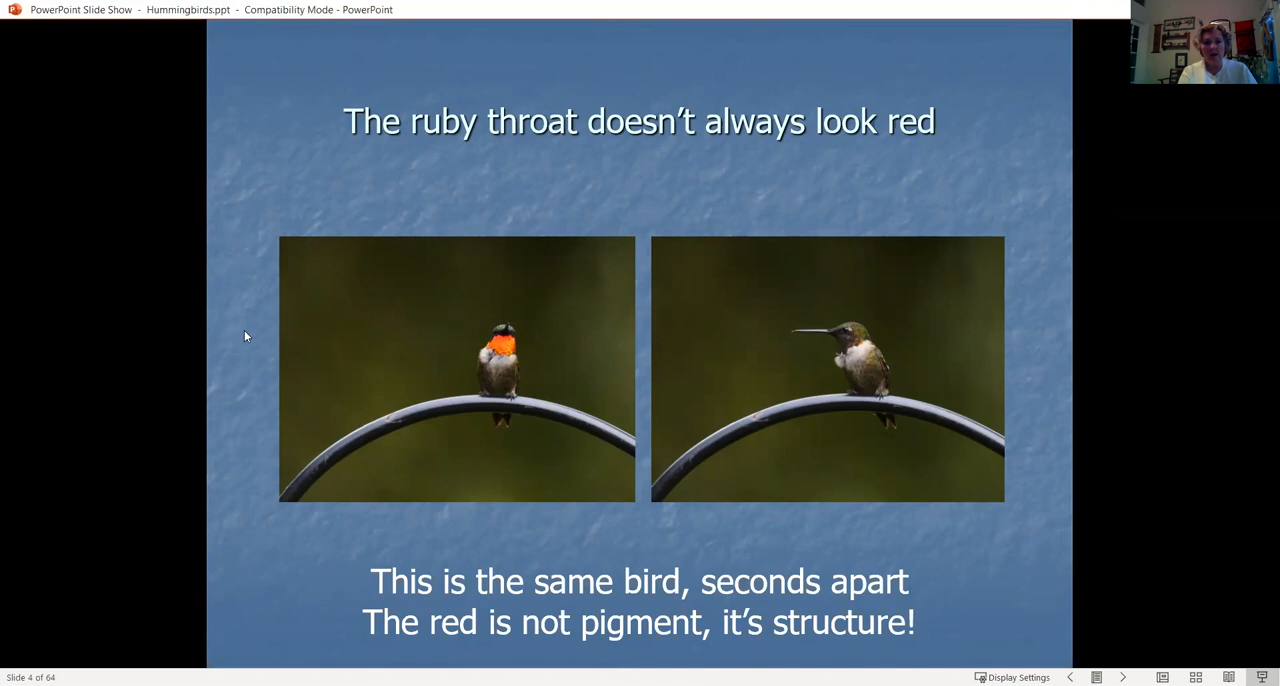 PowerPoint Slide Show - Hummingbirds.ppt - Compatibility Mode - PowerPoint
The ruby throat doesn't always look red
This is the same bird, seconds apart
The red is not pigment, it's structure!
Slide 4 of 64
Display Settings